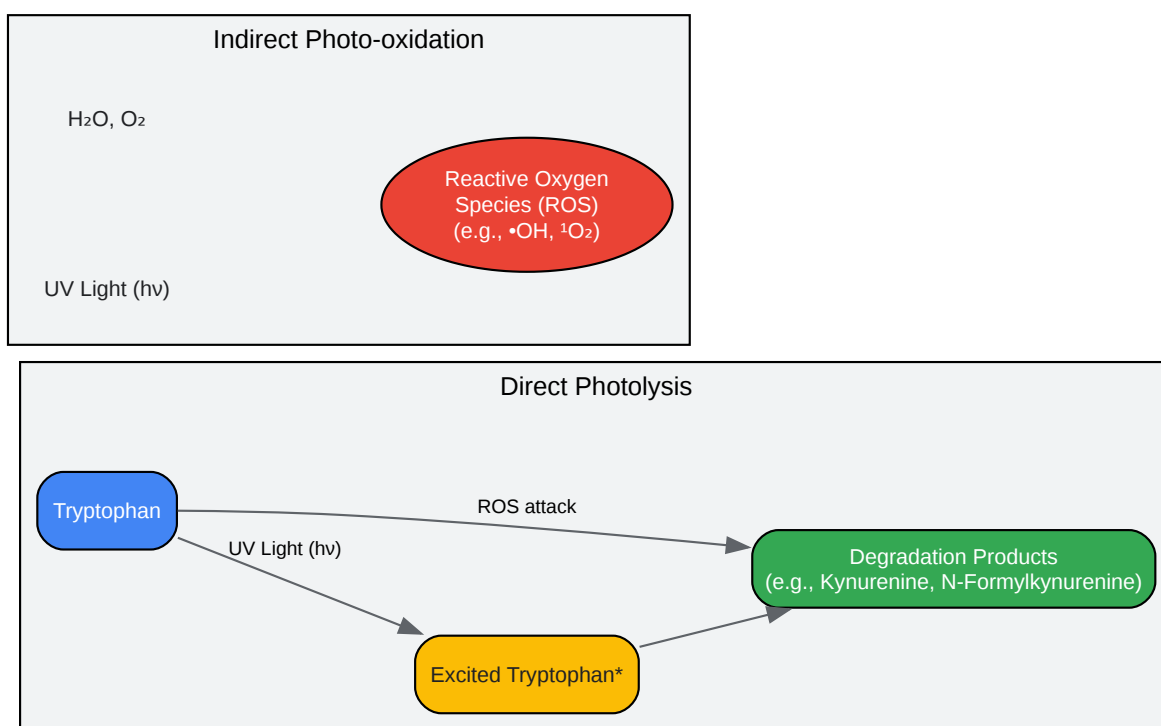 Indirect Photo-oxidation
H₂O, O₂
Reactive Oxygen
Species (ROS)
(e.g., •OH, ¹O₂)
UV Light (hν)
Direct Photolysis
Tryptophan
ROS attack
UV Light (hν)
Degradation Products
(e.g., Kynurenine, N-Formylkynurenine)
Excited Tryptophan*